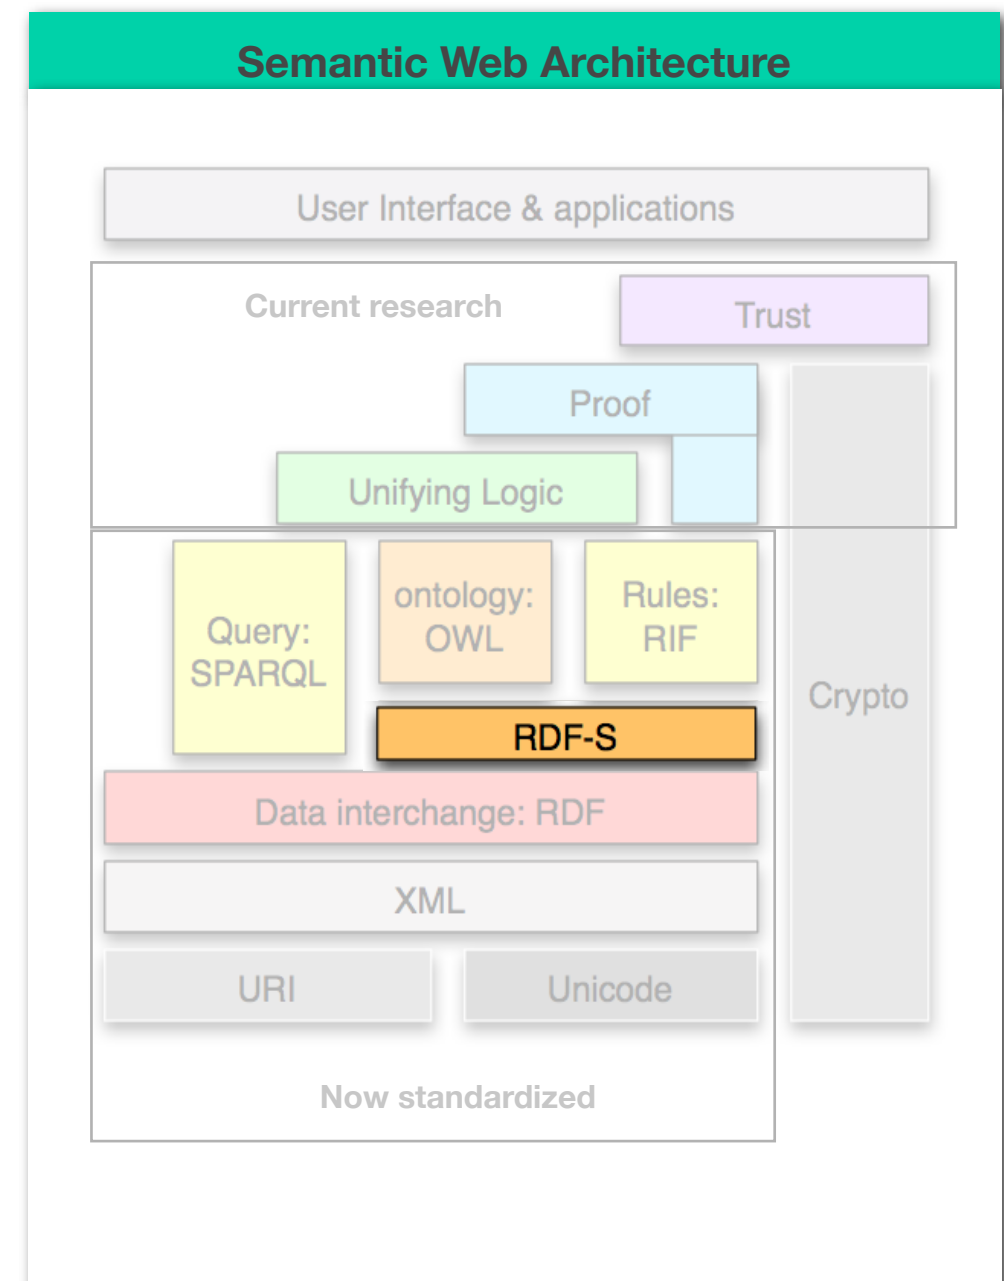 Semantic Web Architecture
User Interface & applications
Current research
Trust
Proof
Unifying Logic
Query:
SPARQL
ontology:
OWL
Rules:
RIF
Crypto
RDF-S
Data interchange: RDF
XML
URI
Unicode
Now standardized